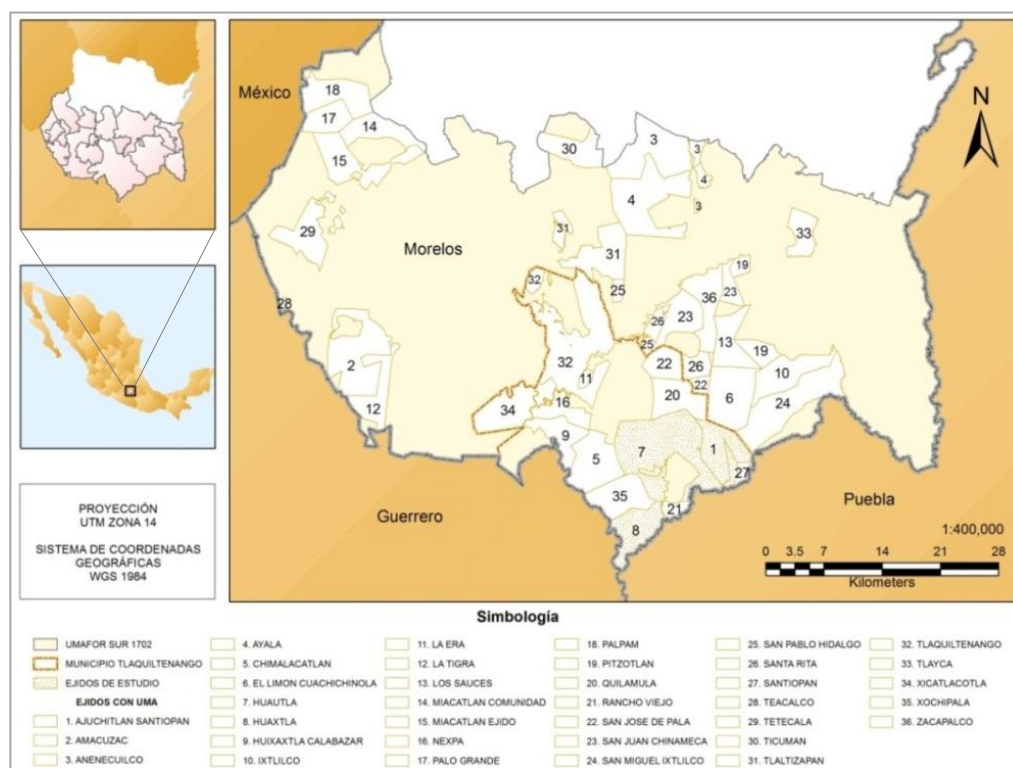 México
18
17
14
15
30
3
3
4
4
3
29
Morelos
31
31
33
28
32
25
19
36
23
26
23
25
13
2
32
11
22
26
19
10
22
12
34
16
20
6
24
9
5
7
1
27
35
21
8
Guerrero
Puebla
N
1:400,000
0 3.5 7 14 21 28
Kilometers
PROYECCIÓN
UTM ZONA 14
SISTEMA DE COORDENADAS
GEOGRÁFICAS
WGS 1984
Simbología
UMAFOR SUR 1702
MUNICIPIO TLAQUILTENANGO
EJIDOS DE ESTUDIO
EJIDOS CON UMA
1. AJUCHITLAN SANTIOPAN
2. AMACUZAC
3. ANENECUILCO
4. AYALA
5. CHIMALACATLAN
6. EL LIMON CUACHICHINOLA
7. HUAUTLA
8. HUAXTLA
9. HUIXAXTLA CALABAZAR
10. IXTLILCO
11. LA ERA
12. LA TIGRA
13. LOS SAUCES
14. MIACATLAN COMUNIDAD
15. MIACATLAN EJIDO
16. NEXPA
17. PALO GRANDE
18. PALPAM
19. PITZOTLAN
20. QUILAMULA
21. RANCHO VIEJO
22. SAN JOSE DE PALA
23. SAN JUAN CHINAMECA
24. SAN MIGUEL IXTLILCO
25. SAN PABLO HIDALGO
26. SANTA RITA
27. SANTIOPAN
28. TEACALCO
29. TETECALA
30. TICUMAN
31. TLALTIZAPAN
32. TLAQUILTENANGO
33. TLAYCA
34. XICATLACOTLA
35. XOCHIPALA
36. ZACAPALCO